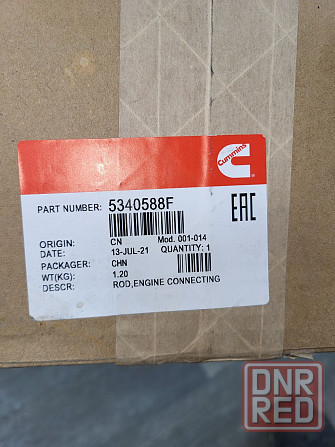 Cummins
PART NUMBER: 5340588F
EAC
ORIGIN: CN Mod. 001-014
DATE: 13-JUL-21 QUANTITY: 1
PACKAGER: CHN
WT(KG): 1.20
DESCR: ROD,ENGINE CONNECTING
DNR
RED